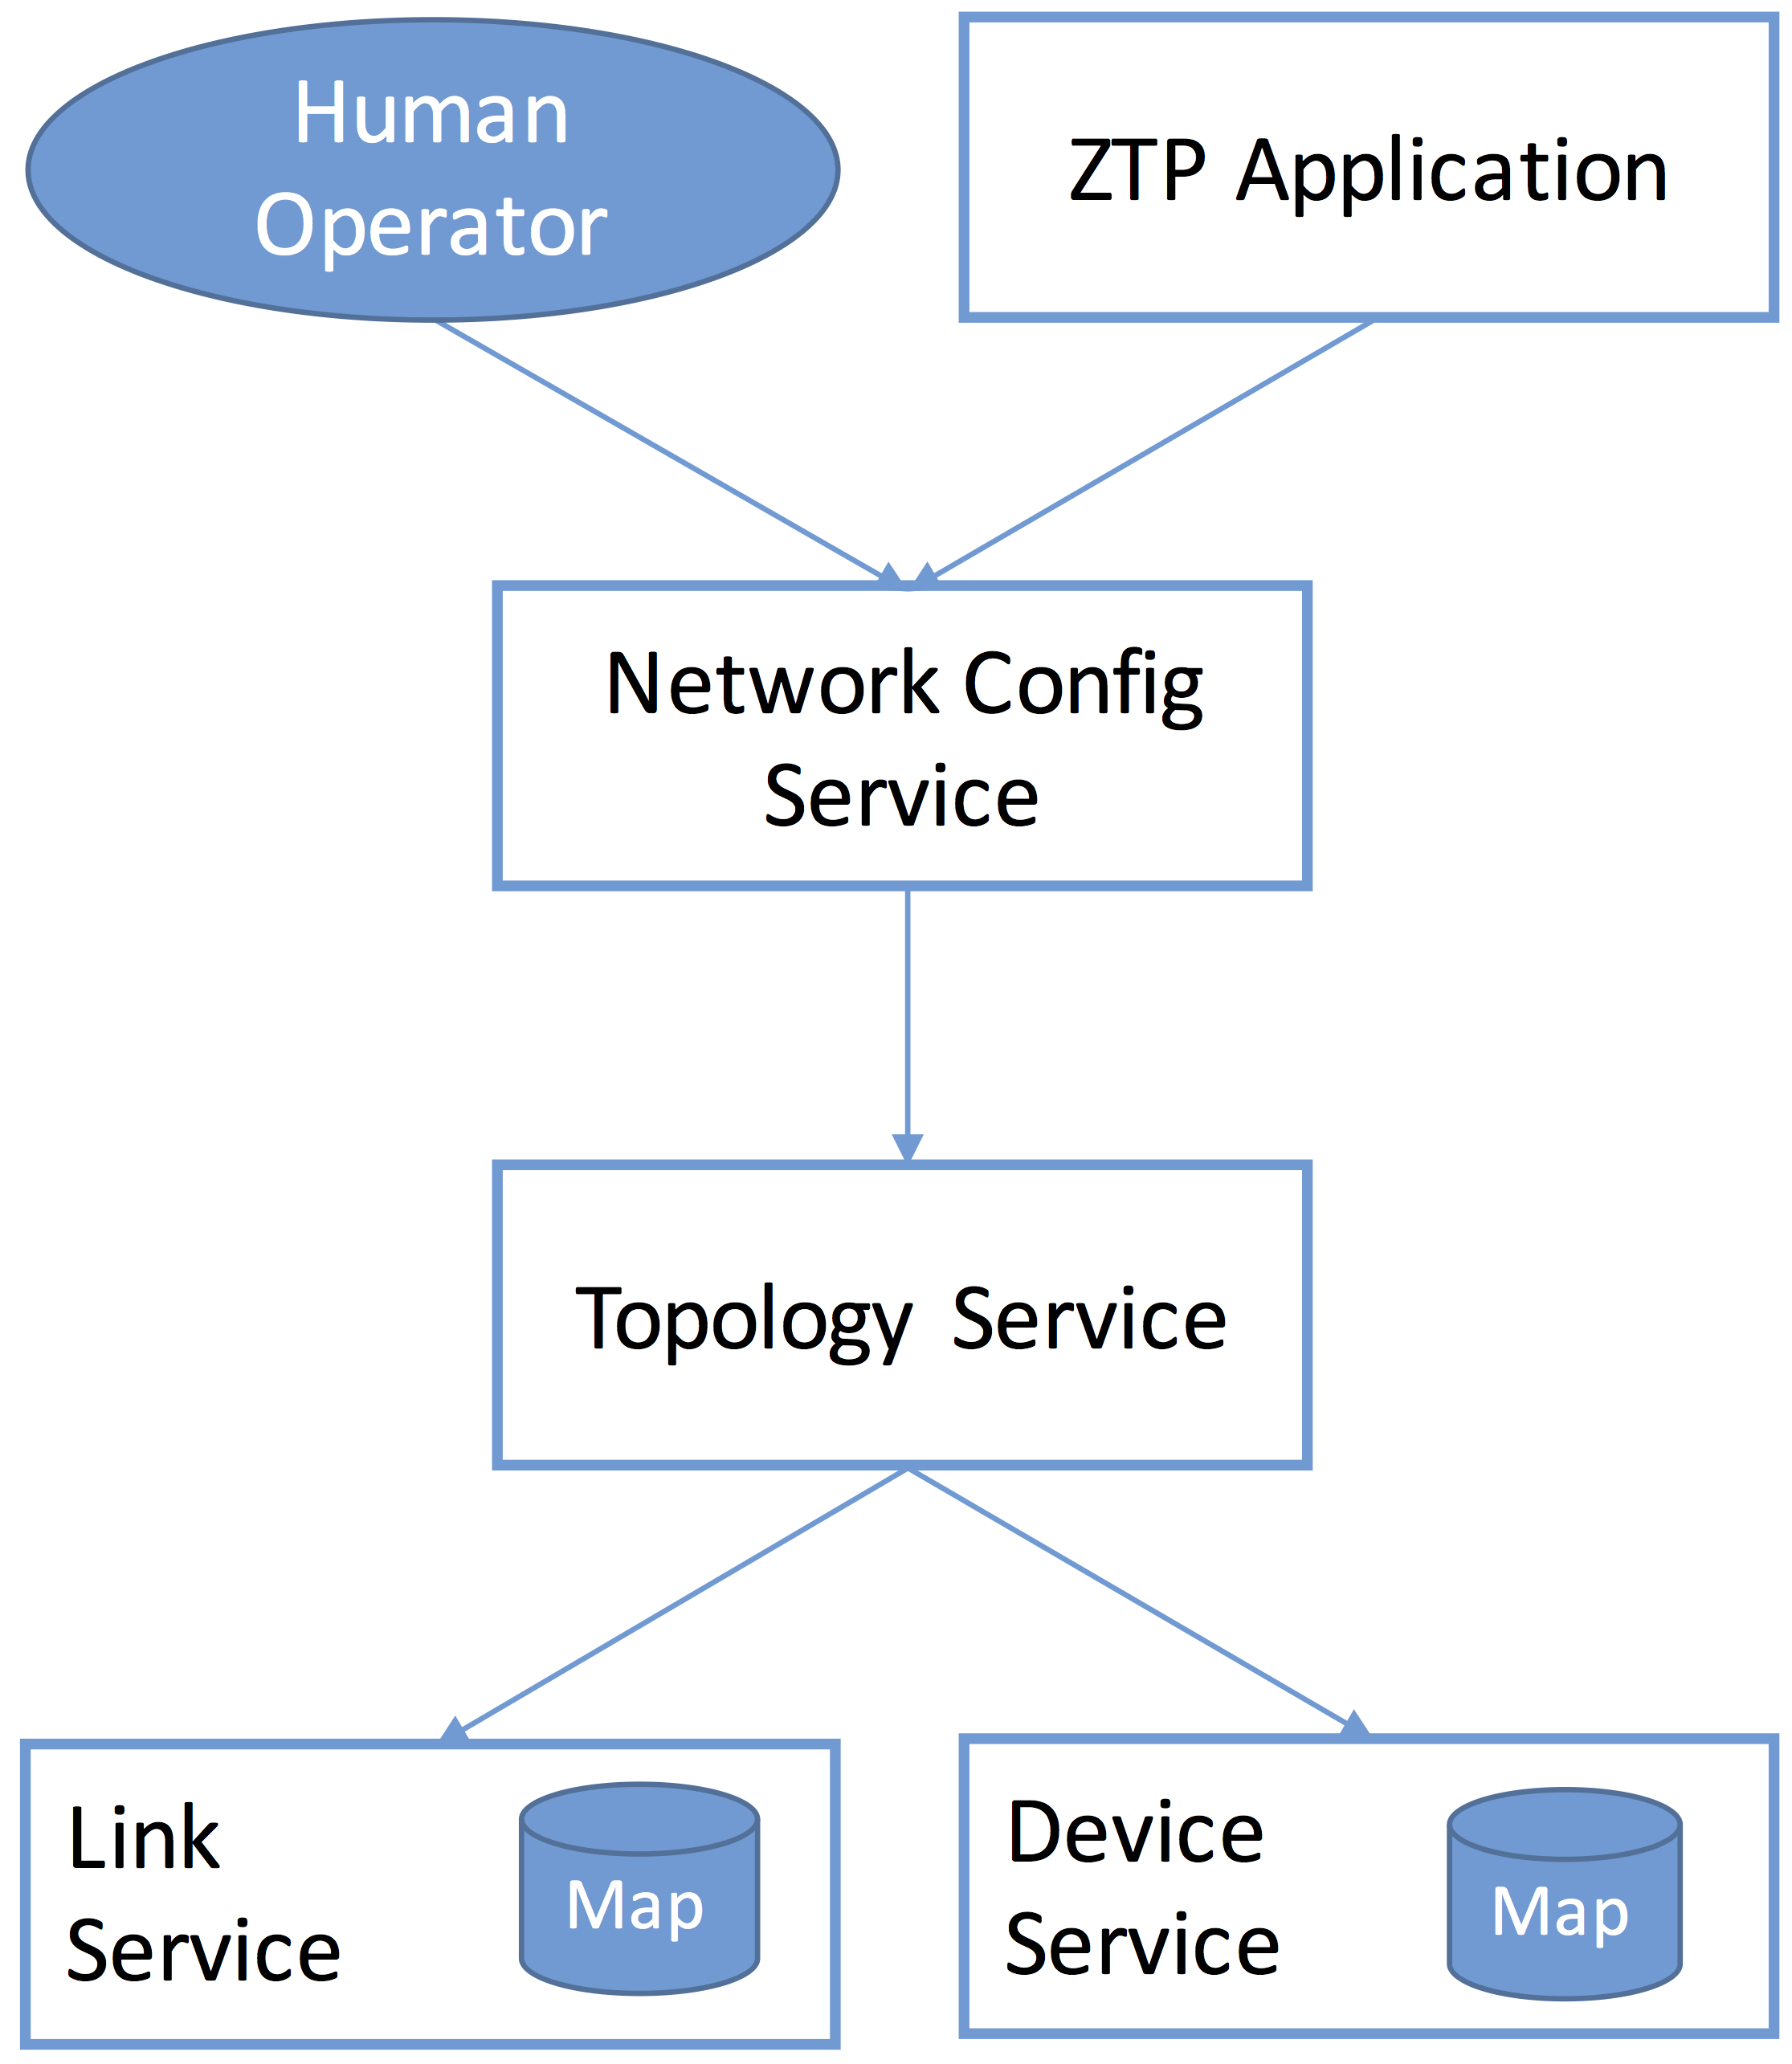 Human
Operator
ZTP Application
Network Config
Service
Topology Service
Link
Service
Map
Device
Service
Map